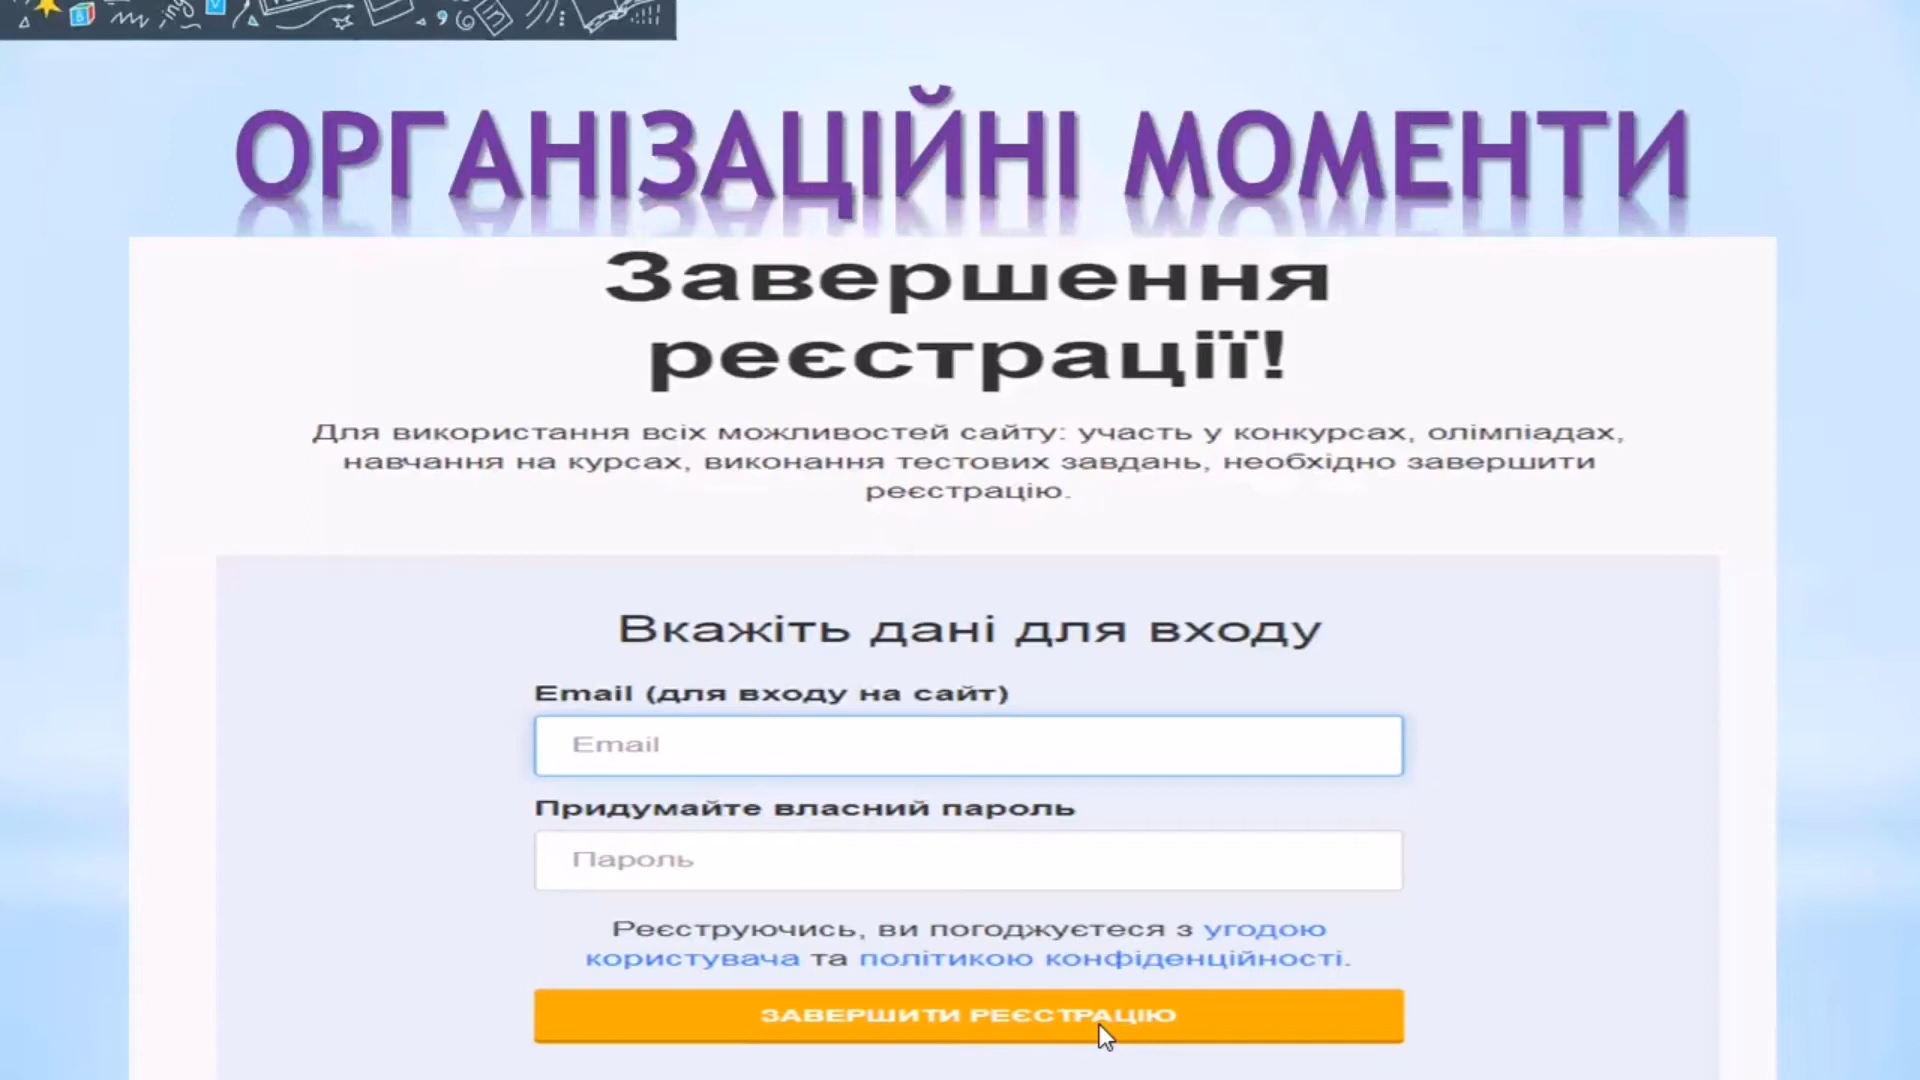 ОРГАНІЗАЦІЙНІ МОМЕНТИ
Завершення
реєстрації!
Для використання всіх можливостей сайту: участь у конкурсах, олімпіадах,
навчання на курсах, виконання тестових завдань, необхідно завершити
реєстрацію.
Вкажіть дані для входу
Email (для входу на сайт)
Email
Придумайте власний пароль
Пароль
Реєструючись, ви погоджуєтеся з угодою
користувача та політикою конфіденційності.
ЗАВЕРШИТИ РЕЄСТРАЦІЮ